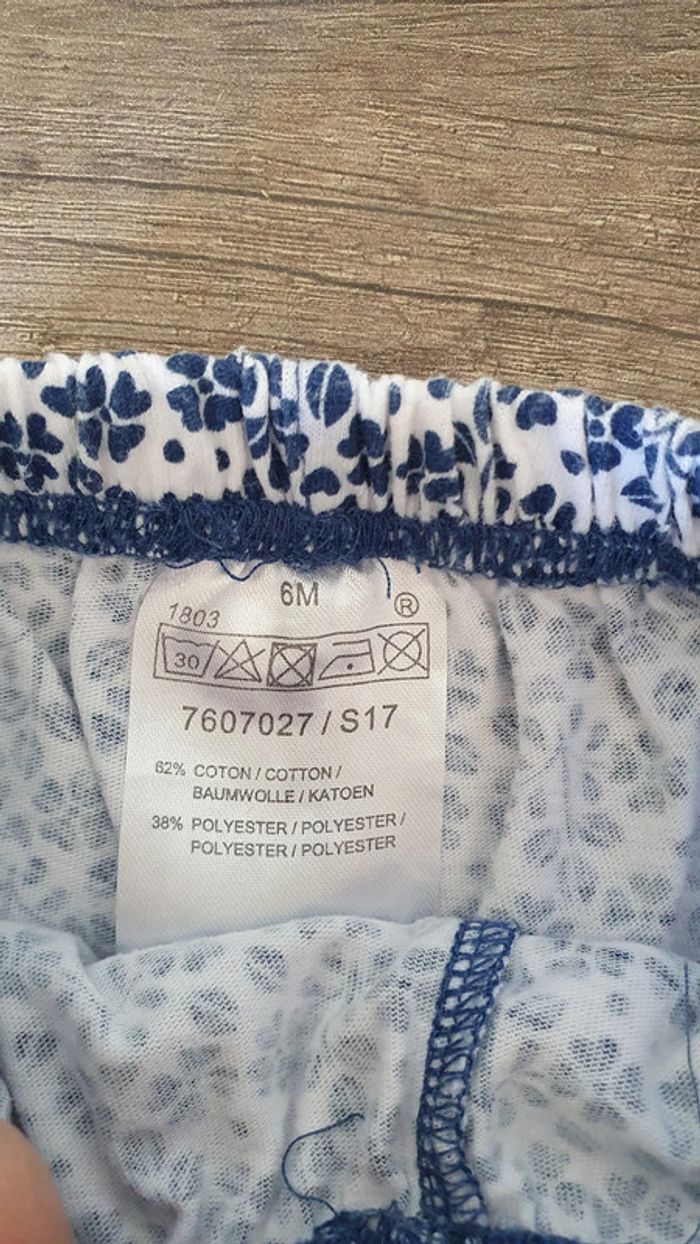 6M
1803 ®
30
7607027 / S17
62% COTON / COTTON /
BAUMWOLLE / KATOEN
38% POLYESTER / POLYESTER /
POLYESTER / POLYESTER